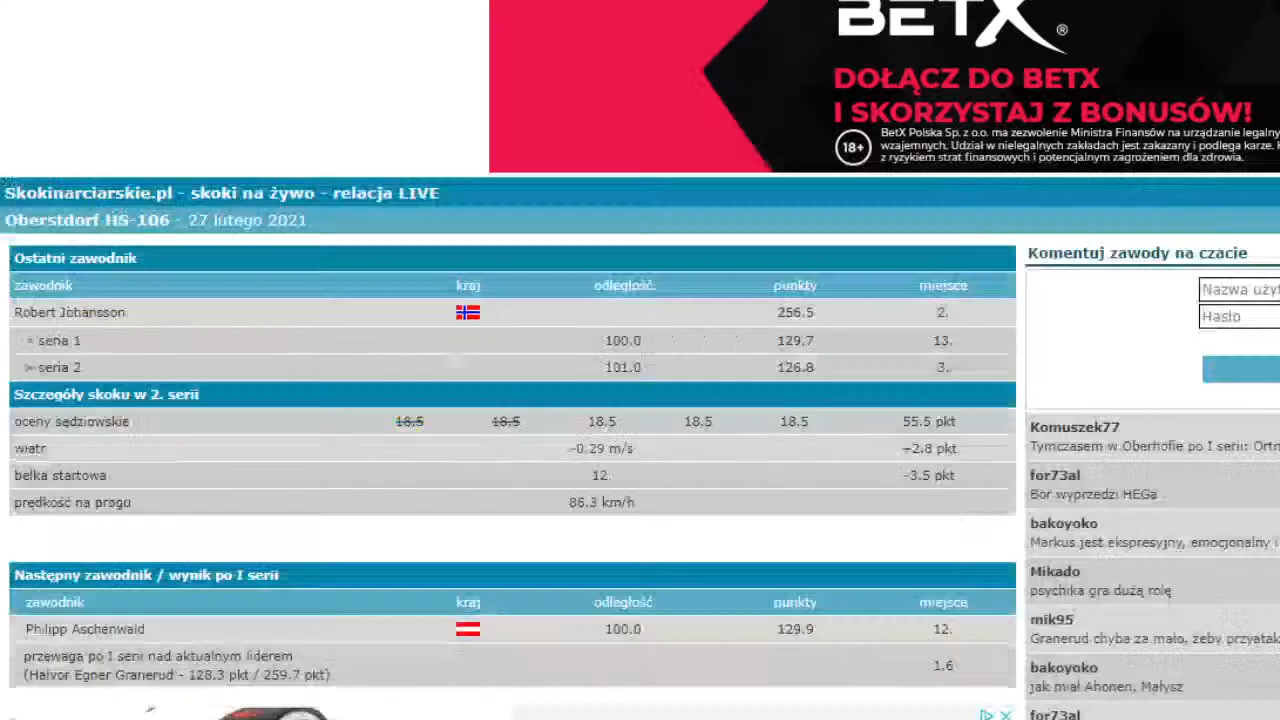 BETX ®
DOŁĄCZ DO BETX
I SKORZYSTAJ Z BONUSÓW!
18+
BetX Polska Sp. z o.o. ma zezwolenie Ministra Finansów na urządzanie legalny
wzajemnych. Udział w nielegalnych zakładach jest zakazany i podlega karze.
z ryzykiem strat finansowych i potencjalnym zagrożeniem dla zdrowia.
Skokinarciarskie.pl - skoki na żywo - relacja LIVE
Oberstdorf HS-106 - 27 lutego 2021
Ostatni zawodnik
zawodnik kraj odległość punkty miejsce
Robert Johansson 256.5 2.
» seria 1 100.0 129.7 13.
» seria 2 101.0 126.8 3.
Szczegóły skoku w 2. serii
oceny sędziowskie 18.5 18.5 18.5 18.5 18.5 55.5 pkt
wiatr -0.29 m/s -2.8 pkt
belka startowa 12. -3.5 pkt
prędkość na progu 86.3 km/h
Następny zawodnik / wynik po I serii
zawodnik kraj odległość punkty miejsce
Philipp Aschenwald 100.0 129.9 12.
przewaga po I serii nad aktualnym liderem
(Halvor Egner Granerud - 128.3 pkt / 259.7 pkt) 1.6
Komentuj zawody na czacie
Nazwa uży
Hasło
Komuszek77
Tymczasem w Oberhofie po I serii: Ortn
for73al
Bor wyprzedzi HEGa
bakoyoko
Markus jest ekspresyjny, emocjonalny i
Mikado
psychika gra dużą rolę
mik95
Granerud chyba za mało, żeby przyatak
bakoyoko
jak miał Ahonen, Małysz
for73al